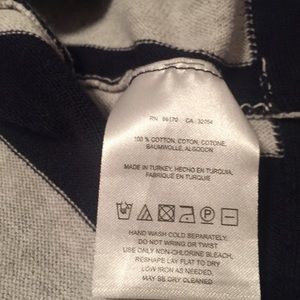 RN 66170 CA 32054
100 % COTTON, COTON, COTONE,
BAUMWOLLE, ALGODON
MADE IN TURKEY, HECHO EN TURQUIA,
FABRIQUÉ EN TURQUIE
HAND WASH COLD SEPARATELY,
DO NOT WRING OR TWIST
USE ONLY NON-CHLORINE BLEACH,
RESHAPE LAY FLAT TO DRY
LOW IRON AS NEEDED,
MAY BE DRY CLEANED